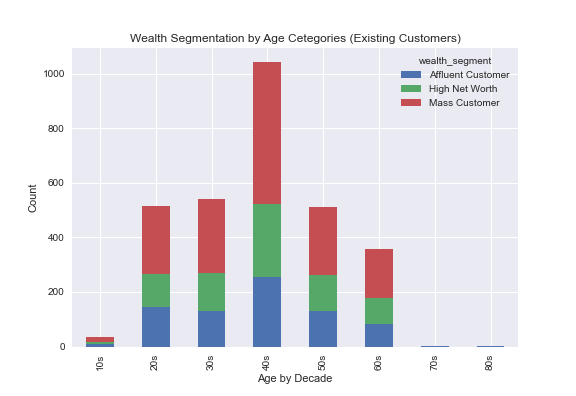 Wealth Segmentation by Age Cetegories (Existing Customers)
wealth_segment
Affluent Customer
High Net Worth
Mass Customer
1000
800
600
400
200
0
Count
10s
20s
30s
40s
50s
60s
70s
80s
Age by Decade